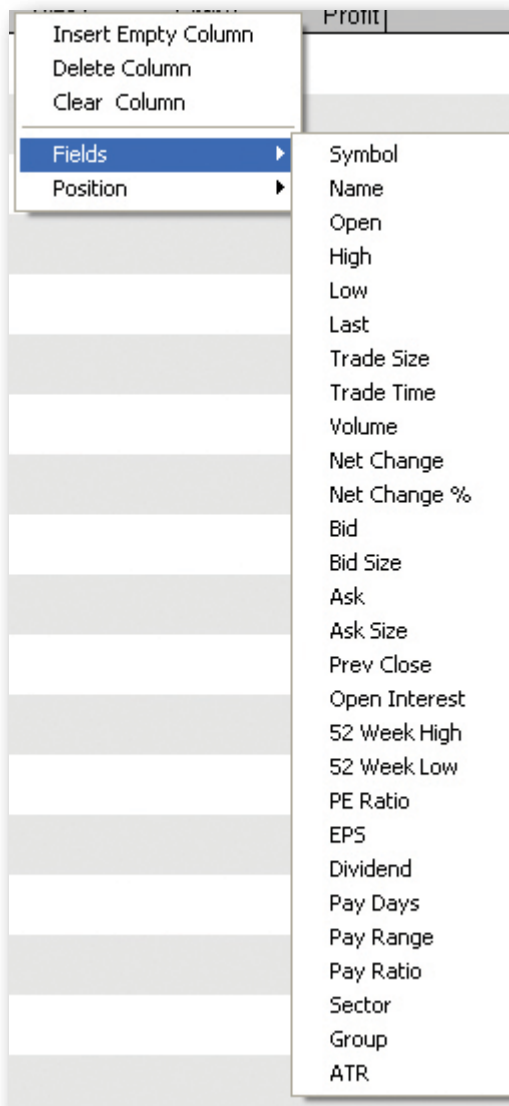 Profit
Insert Empty Column
Delete Column
Clear Column
Fields
Position
Symbol
Name
Open
High
Low
Last
Trade Size
Trade Time
Volume
Net Change
Net Change %
Bid
Bid Size
Ask
Ask Size
Prev Close
Open Interest
52 Week High
52 Week Low
PE Ratio
EPS
Dividend
Pay Days
Pay Range
Pay Ratio
Sector
Group
ATR